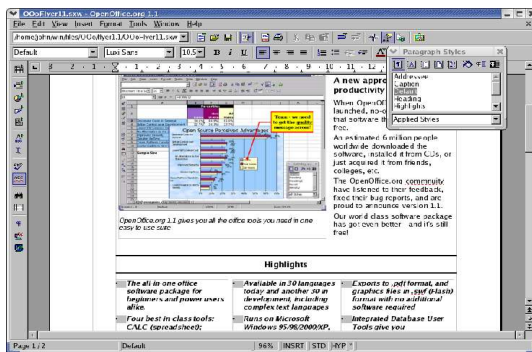 OOoFlyer11.sxw - OpenOffice.org 1.1
File Edit View Insert Format Tools Window Help
Default
Luxi Sans
10.5
B i U
Paragraph Styles
Addressee
Caption
Default
Heading
Highlights
Applied Styles
A new appro
productivity
When OpenOf
launched, no-o
that software th
free.
An estimated 6 million people
worldwide downloaded the
software, installed it from CDs, or
just acquired it from friends,
colleges, etc.
The OpenOffice.org community
have listened to their feedback,
fixed their bug reports, and are
proud to announce version 1.1.
Our world class software package
has got even better - and it's still
free!
Open Source Perceived Advantages
OpenOffice.org 1.1 gives you all the office tools you need in one
easy to use suite
Highlights
The all in one office
software package for
beginners and power users
alike.
Four best in class tools:
CALC (spreadsheet);
Available in 30 languages
today and another 30 in
development, including
complex text languages
Runs on Microsoft
Windows 95/98/2000/XP,
Exports to .pdf format, and
graphics files in .swf (Flash)
format with no additional
software required
Integrated Database User
Tools give you
Page 1 / 2
Default
96%
INSRT
STD
HYP